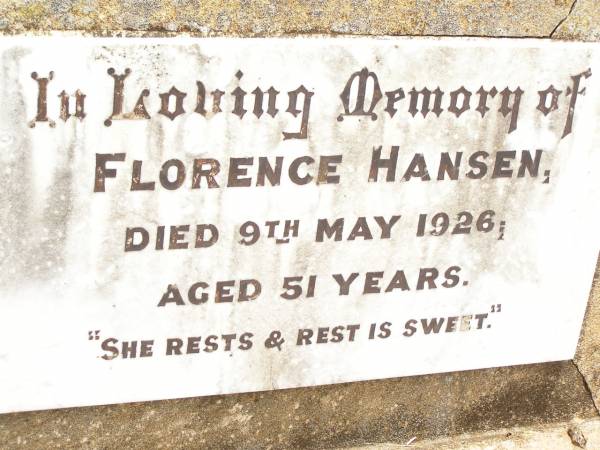 In Loving Memory of
FLORENCE HANSEN,
DIED 9TH MAY 1926;
AGED 51 YEARS.
"SHE RESTS & REST IS SWEET."